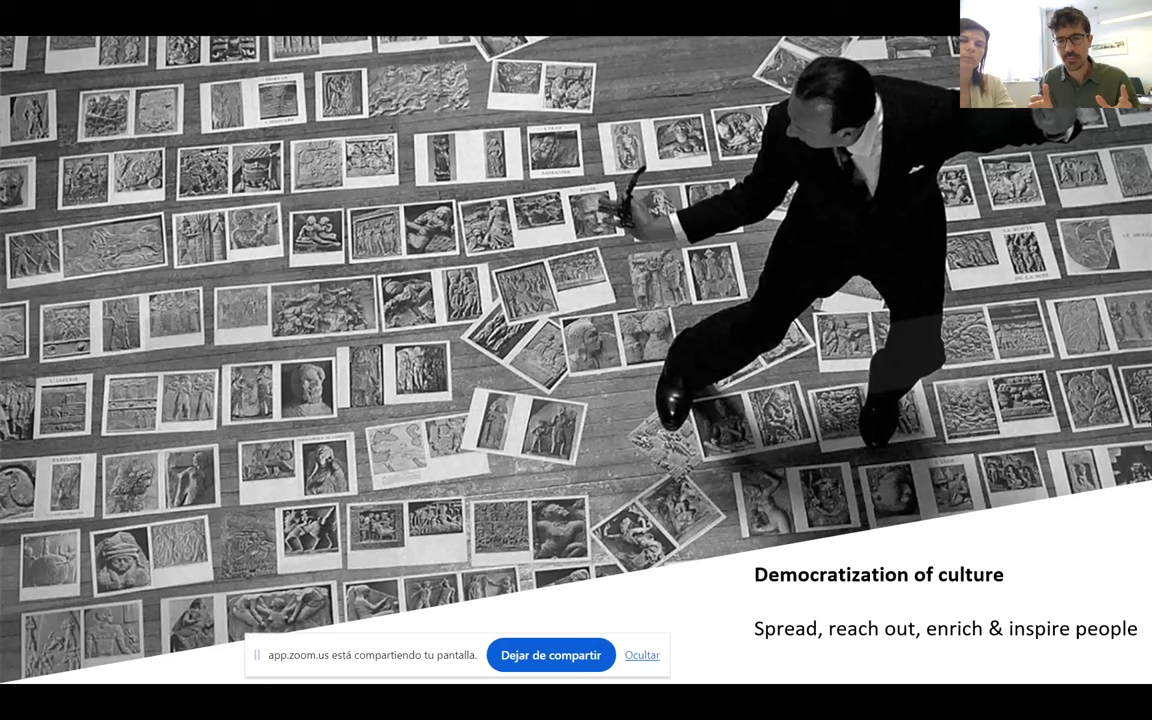 Democratization of culture
Spread, reach out, enrich & inspire people
app.zoom.us está compartiendo tu pantalla.
Dejar de compartir
Ocultar